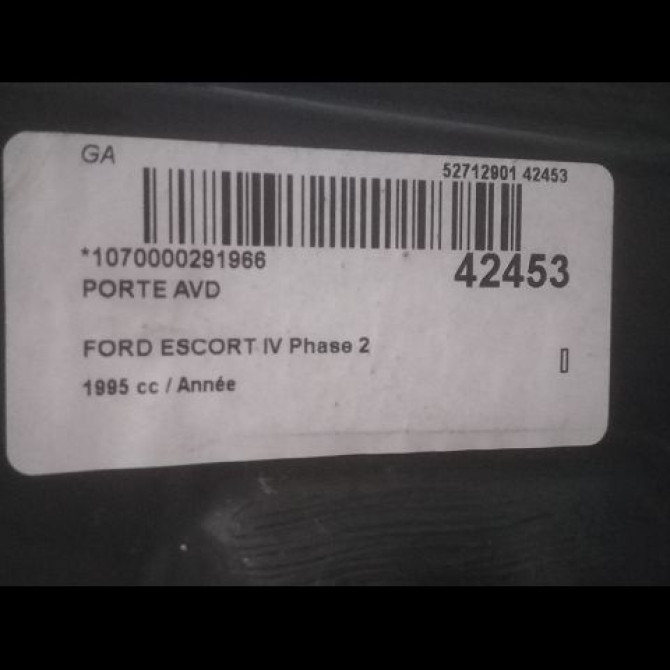 GA
52712901 42453
*1070000291966
42453
PORTE AVD
FORD ESCORT IV Phase 2
1995 cc / Année